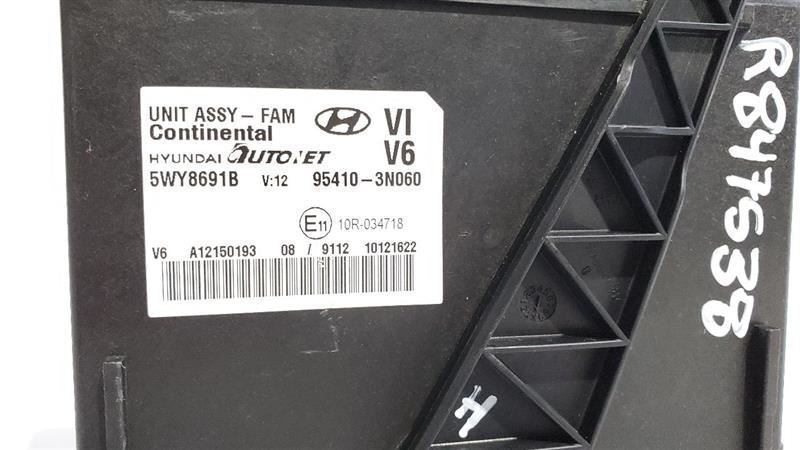 UNIT ASSY - FAM
Continental
VI
HYUNDAI AUTONET
V6
5WY8691B V:12 95410-3N060
E11 10R-034718
V6 A12150193 08 / 9112 10121622
R847538
H